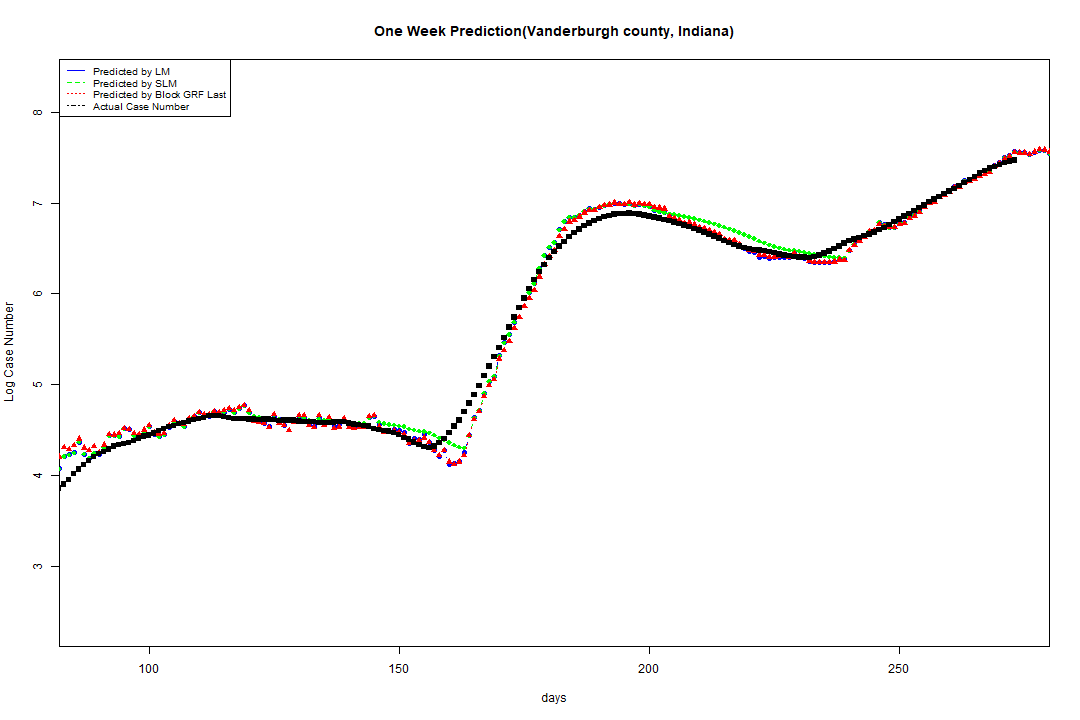 One Week Prediction(Vanderburgh county, Indiana)
Predicted by LM
Predicted by SLM
Predicted by Block GRF Last
Actual Case Number
8
7
6
5
4
3
Log Case Number
100 150 200 250
days